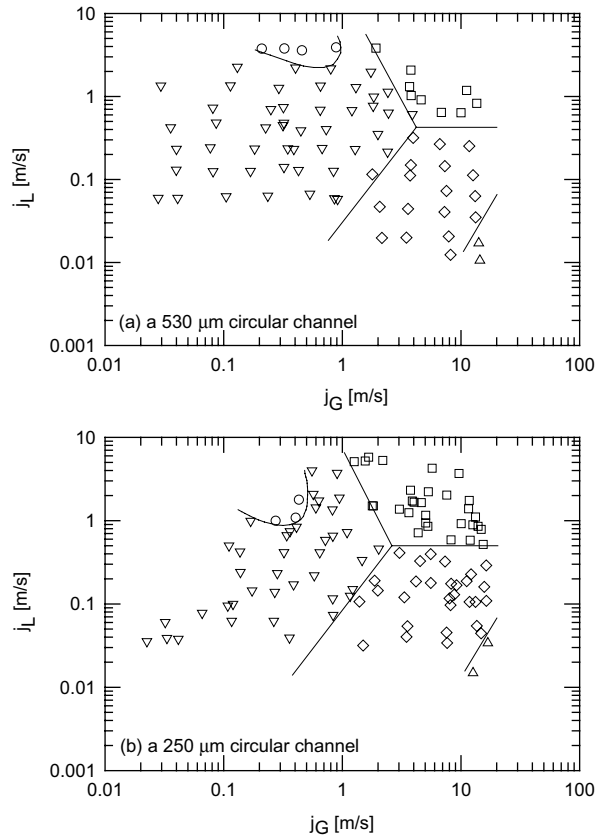 10
1
0.1
0.01
0.001
j_L [m/s]
(a) a 530 μm circular channel
0.01 0.1 1 10 100
j_G [m/s]
10
1
0.1
0.01
0.001
j_L [m/s]
(b) a 250 μm circular channel
0.01 0.1 1 10 100
j_G [m/s]